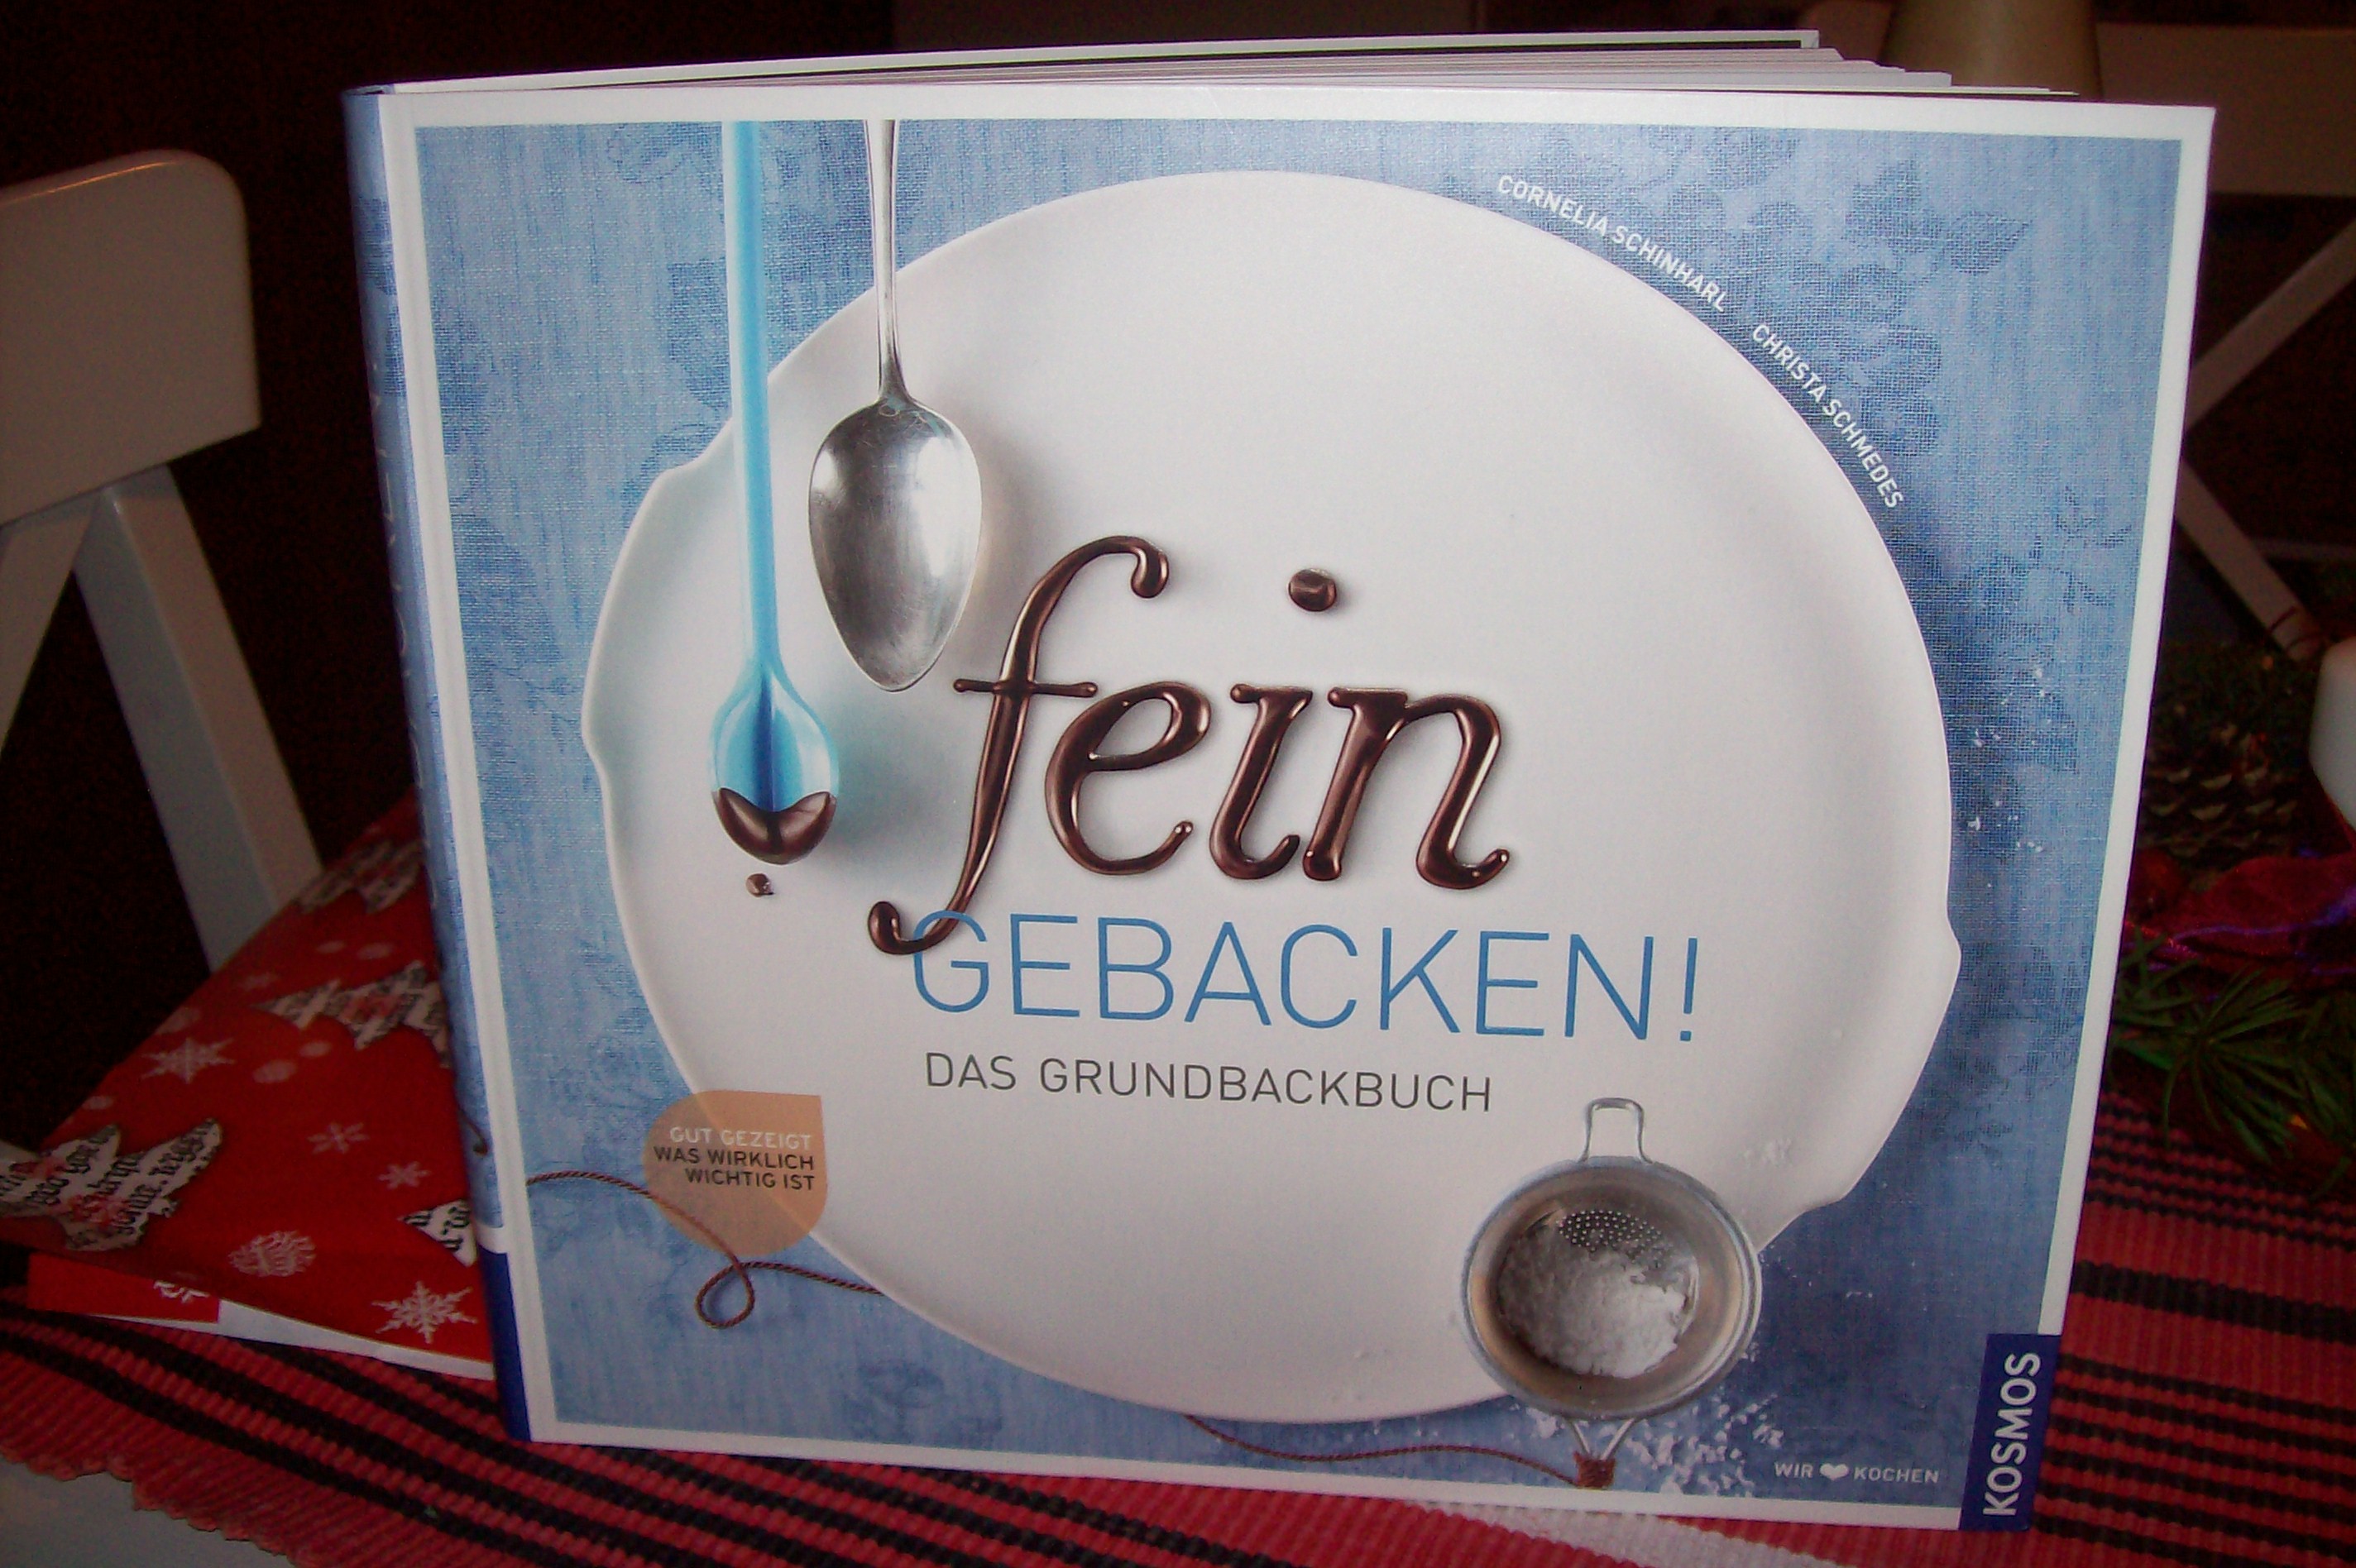 CORNELIA SCHINHARL
CHRISTA SCHMEDES
fein
GEBACKEN!
DAS GRUNDBACKBUCH
GUT GEZEIGT
WAS WIRKLICH
WICHTIG IST
WIR KOCHEN
KOSMOS